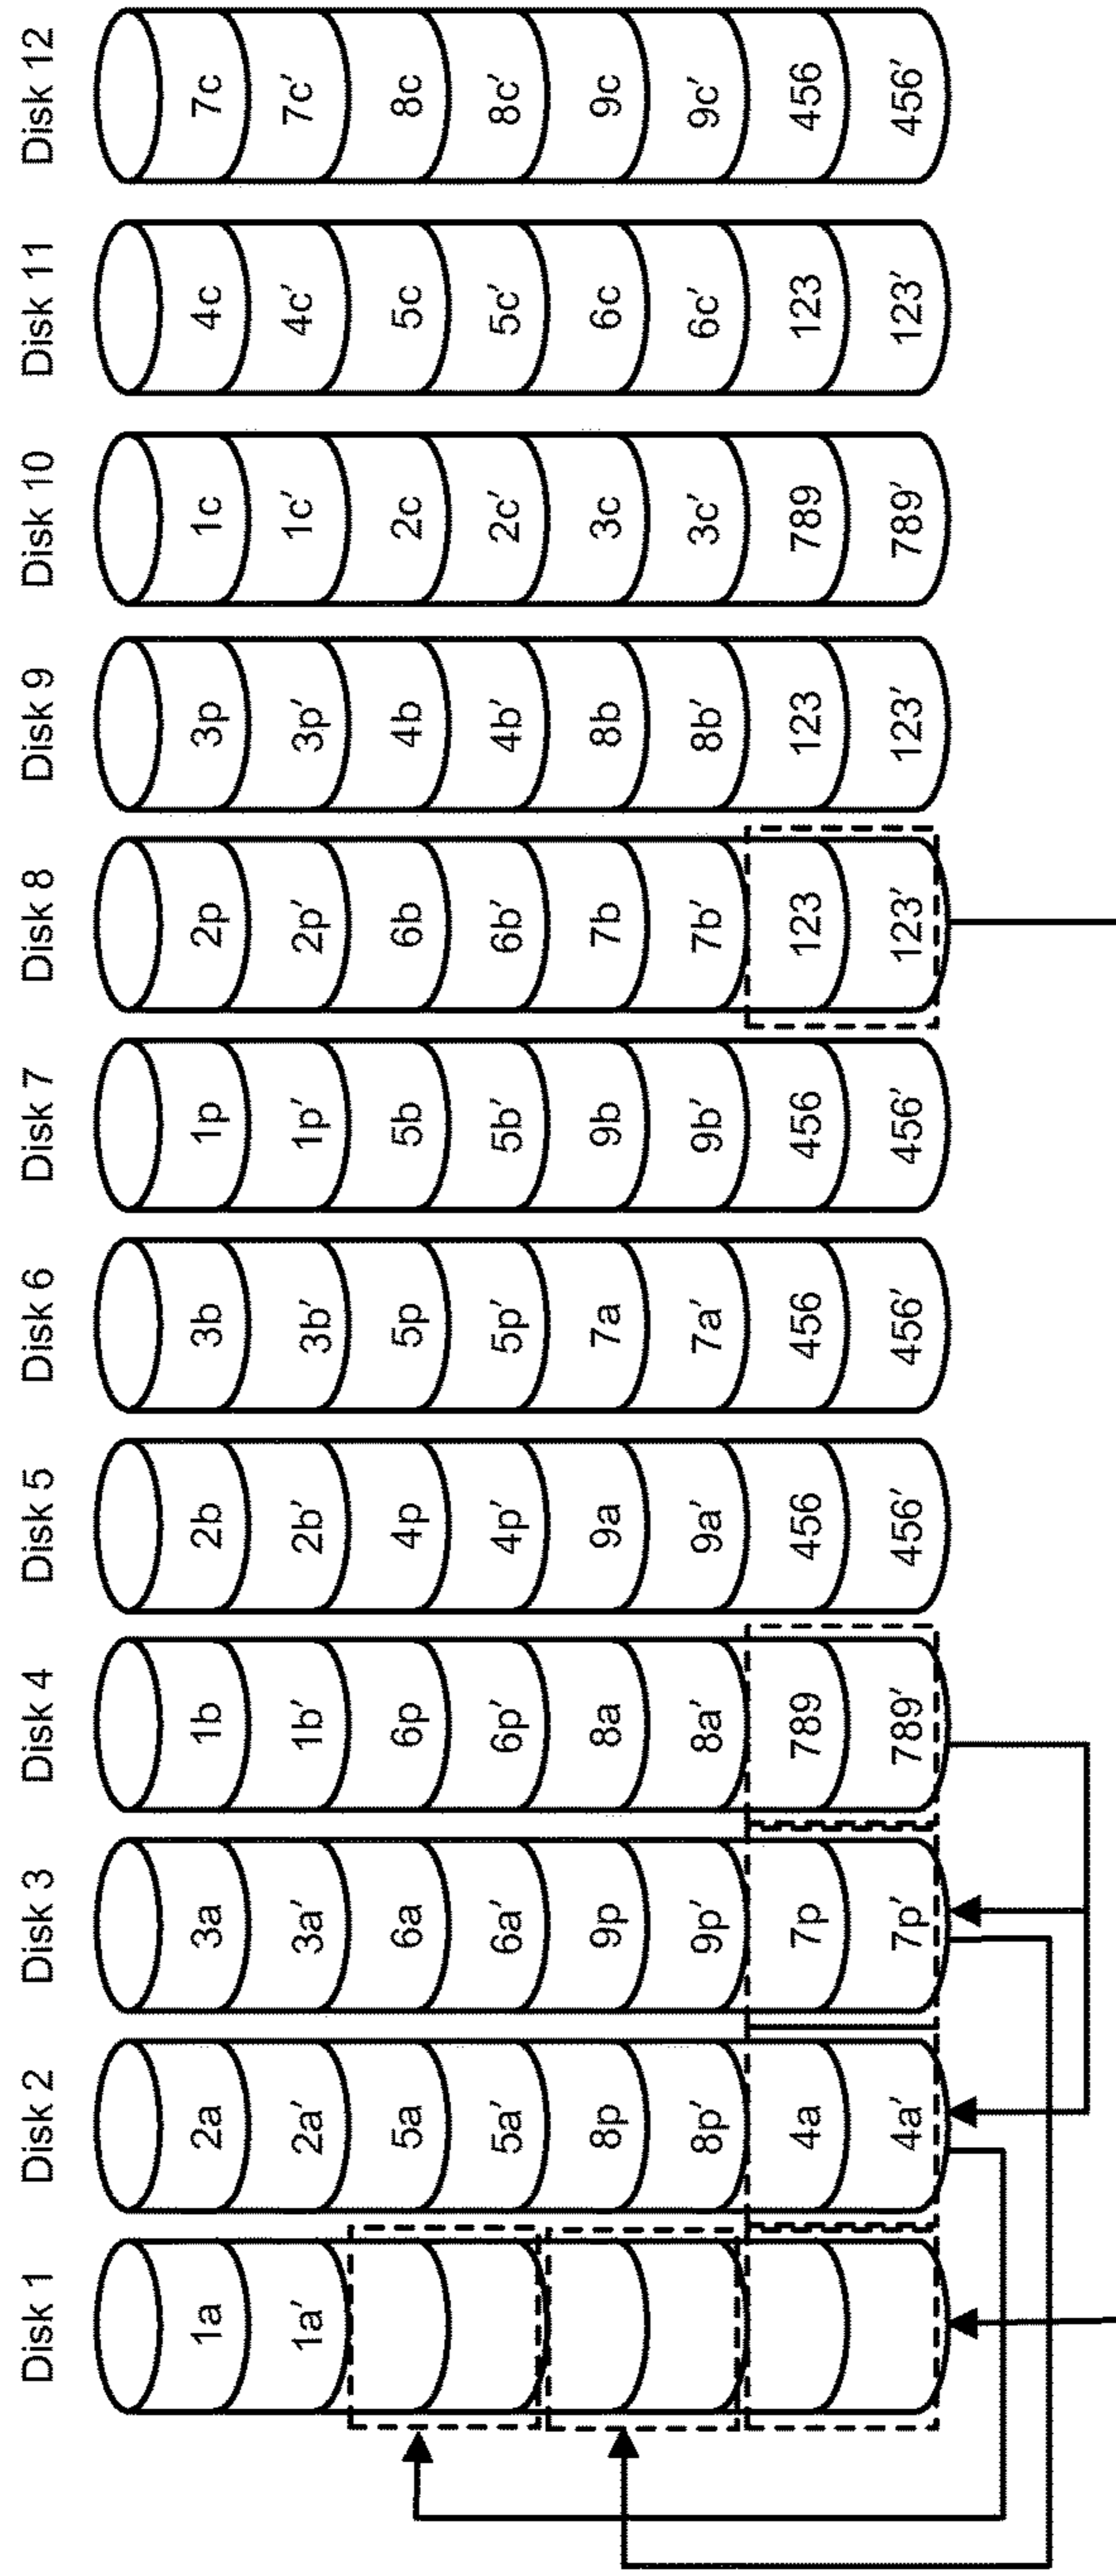 Disk 1
1a
1a′
Disk 2
2a
2a′
5a
5a′
8p
8p′
4a
4a′
Disk 3
3a
3a′
6a
6a′
9p
9p′
7p
7p′
Disk 4
1b
1b′
6p
6p′
8a
8a′
789
789′
Disk 5
2b
2b′
4p
4p′
9a
9a′
456
456′
Disk 6
3b
3b′
5p
5p′
7a
7a′
456
456′
Disk 7
1p
1p′
5b
5b′
9b
9b′
456
456′
Disk 8
2p
2p′
6b
6b′
7b
7b′
123
123′
Disk 9
3p
3p′
4b
4b′
8b
8b′
123
123′
Disk 10
1c
1c′
2c
2c′
3c
3c′
789
789′
Disk 11
4c
4c′
5c
5c′
6c
6c′
123
123′
Disk 12
7c
7c′
8c
8c′
9c
9c′
456
456′